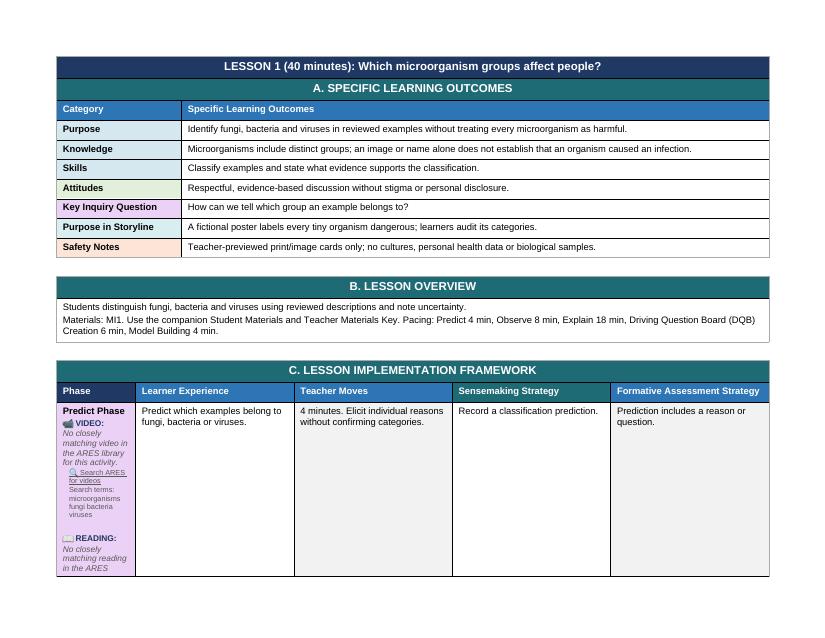 LESSON 1 (40 minutes): Which microorganism groups affect people?
A. SPECIFIC LEARNING OUTCOMES
Category
Specific Learning Outcomes
Purpose
Identify fungi, bacteria and viruses in reviewed examples without treating every microorganism as harmful.
Knowledge
Microorganisms include distinct groups; an image or name alone does not establish that an organism caused an infection.
Skills
Classify examples and state what evidence supports the classification.
Attitudes
Respectful, evidence-based discussion without stigma or personal disclosure.
Key Inquiry Question
How can we tell which group an example belongs to?
Purpose in Storyline
A fictional poster labels every tiny organism dangerous; learners audit its categories.
Safety Notes
Teacher-previewed print/image cards only; no cultures, personal health data or biological samples.
B. LESSON OVERVIEW
Students distinguish fungi, bacteria and viruses using reviewed descriptions and note uncertainty.
Materials: MI1. Use the companion Student Materials and Teacher Materials Key. Pacing: Predict 4 min, Observe 8 min, Explain 18 min, Driving Question Board (DQB)
Creation 6 min, Model Building 4 min.
C. LESSON IMPLEMENTATION FRAMEWORK
Phase
Learner Experience
Teacher Moves
Sensemaking Strategy
Formative Assessment Strategy
Predict Phase
📹 VIDEO:
No closely
matching video in
the ARES library
for this activity.
🔍 Search ARES
for videos
Search terms:
microorganisms
fungi bacteria
viruses
📖 READING:
No closely
matching reading
in the ARES
Predict which examples belong to
fungi, bacteria or viruses.
4 minutes. Elicit individual reasons
without confirming categories.
Record a classification prediction.
Prediction includes a reason or
question.